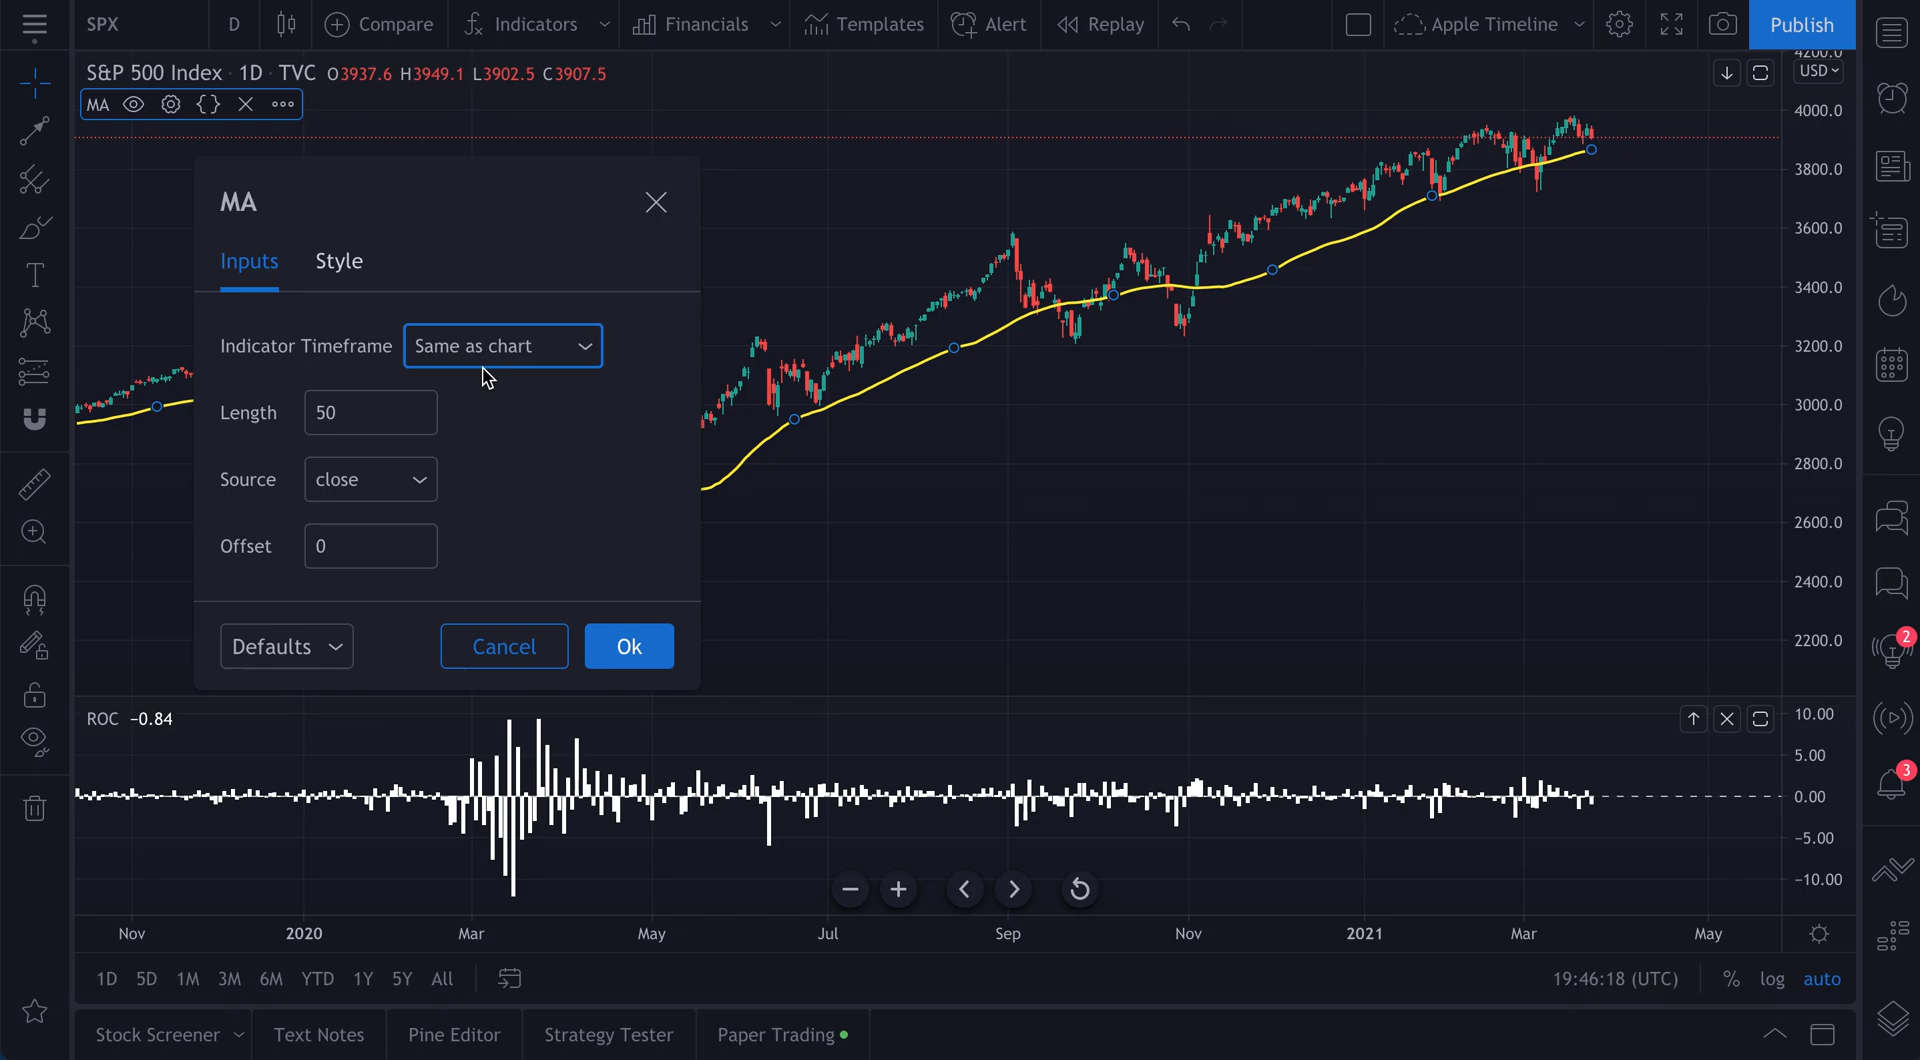 SPX D Compare Indicators Financials Templates Alert Replay Apple Timeline Publish
S&P 500 Index · 1D · TVC O3937.6 H3949.1 L3902.5 C3907.5
USD
MA
MA
Inputs Style
Indicator Timeframe Same as chart
Length 50
Source close
Offset 0
Defaults Cancel Ok
4200.0
4000.0
3800.0
3600.0
3400.0
3200.0
3000.0
2800.0
2600.0
2400.0
2200.0
2
3
ROC −0.84
10.00
5.00
0.00
−5.00
−10.00
Nov 2020 Mar May Jul Sep Nov 2021 Mar May
1D 5D 1M 3M 6M YTD 1Y 5Y All 19:46:18 (UTC) % log auto
Stock Screener Text Notes Pine Editor Strategy Tester Paper Trading